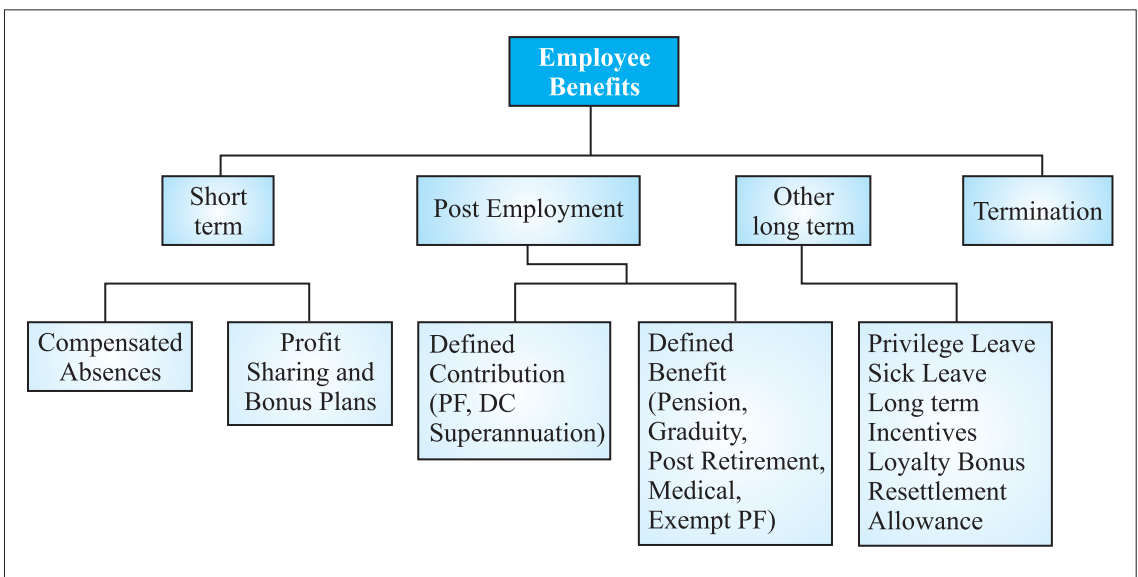 Employee
Benefits
Short
term
Post Employment
Other
long term
Termination
Compensated
Absences
Profit
Sharing and
Bonus Plans
Defined
Contribution
(PF, DC
Superannuation)
Defined
Benefit
(Pension,
Graduity,
Post Retirement,
Medical,
Exempt PF)
Privilege Leave
Sick Leave
Long term
Incentives
Loyalty Bonus
Resettlement
Allowance